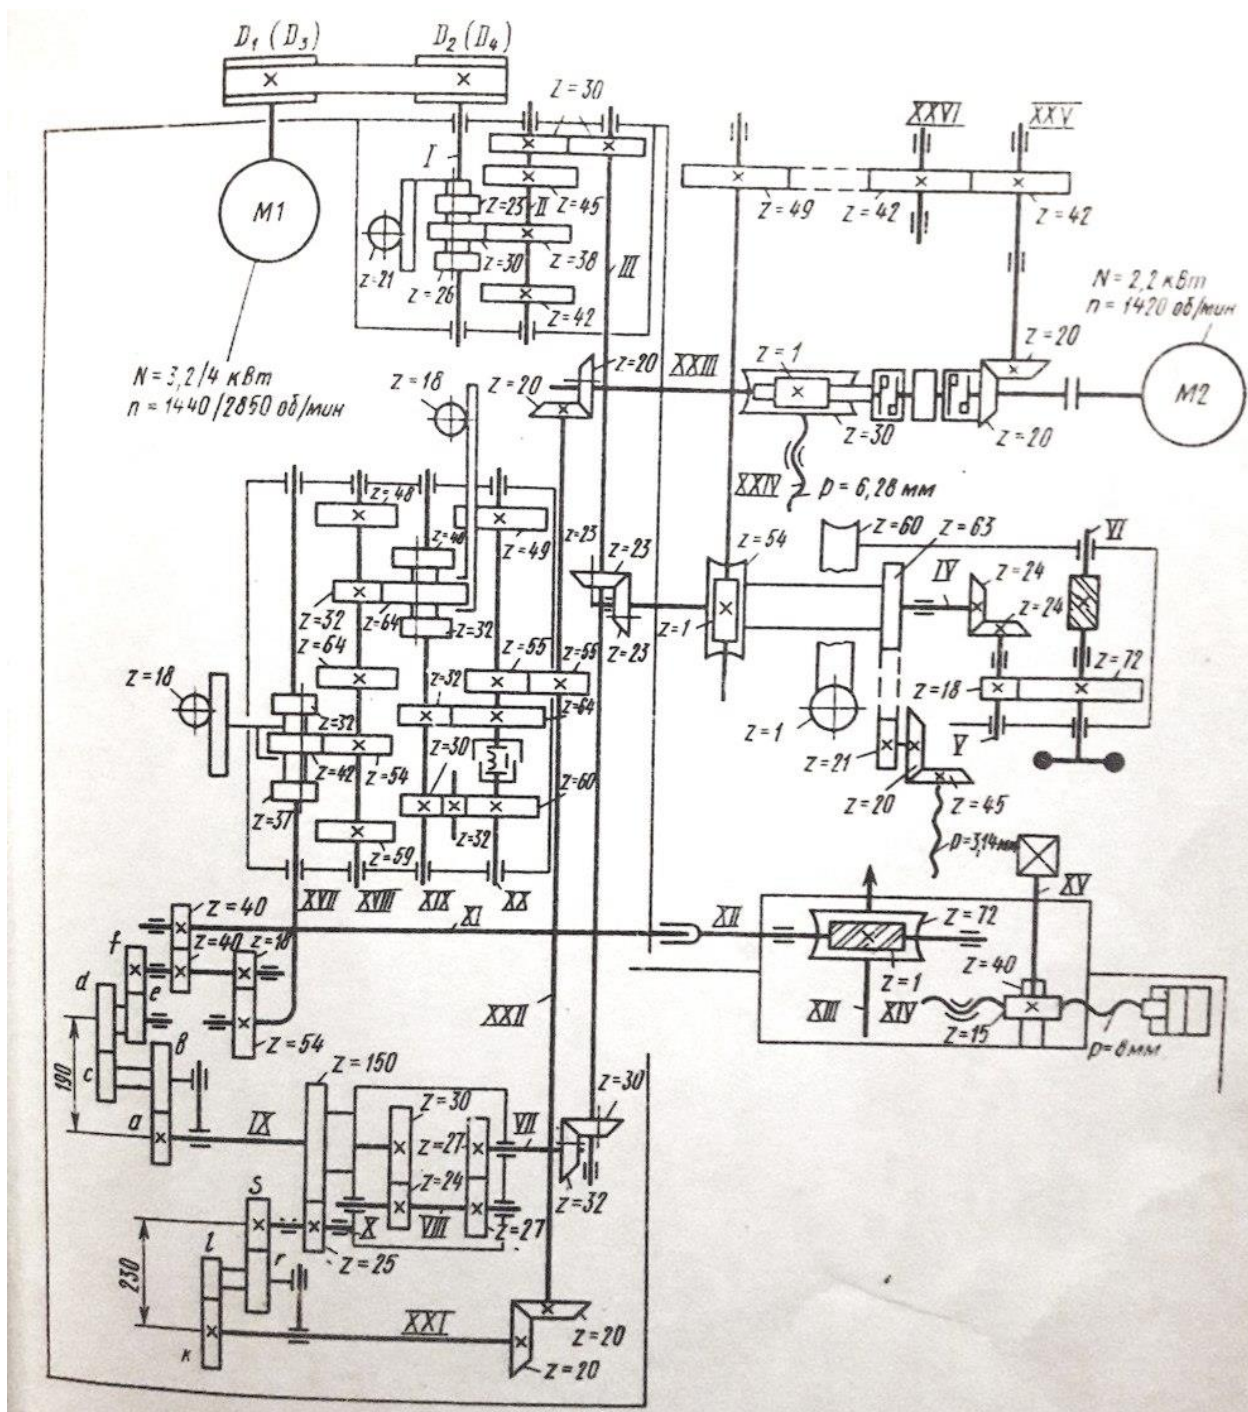 D₁ (D₃) D₂ (D₄)
z=30
XXVI XXV
I
M1
z=23 II z=45
z=49 z=42 z=42
z=21 z=30 z=38
z=26
III
z=42
N = 2,2 квт
n = 1420 об/мин
N = 3,2/4 квт
n = 1440/2850 об/мин
z=18
z=20
z=20
XXIII
z=1
z=20
M2
z=30
z=20
XXIV
p = 6,28 мм
z=48
z=49
z=23
z=23
z=54
z=60
z=63
VI
IV
z=24
z=24
z=32
z=64
z=32
z=1
z=23
z=64
z=55
z=55
z=72
z=18
z=18
z=32
z=32
z=64
z=1
V
z=42
z=54
z=30
z=60
z=21
z=37
z=32
z=20
z=45
z=59
p=3,14мм
XVII XVIII XIX XX
XV
z=40
XI
XII
z=72
f
z=40
z=18
z=40
d
e
z=1
XXII
XIII
XIV
z=15
в
z=54
p=8мм
190
c
z=150
a
IX
z=30
z=30
VII
z=27
z=24
z=32
S
X
VIII
z=27
l
r
z=25
230
XXI
z=20
к
z=20